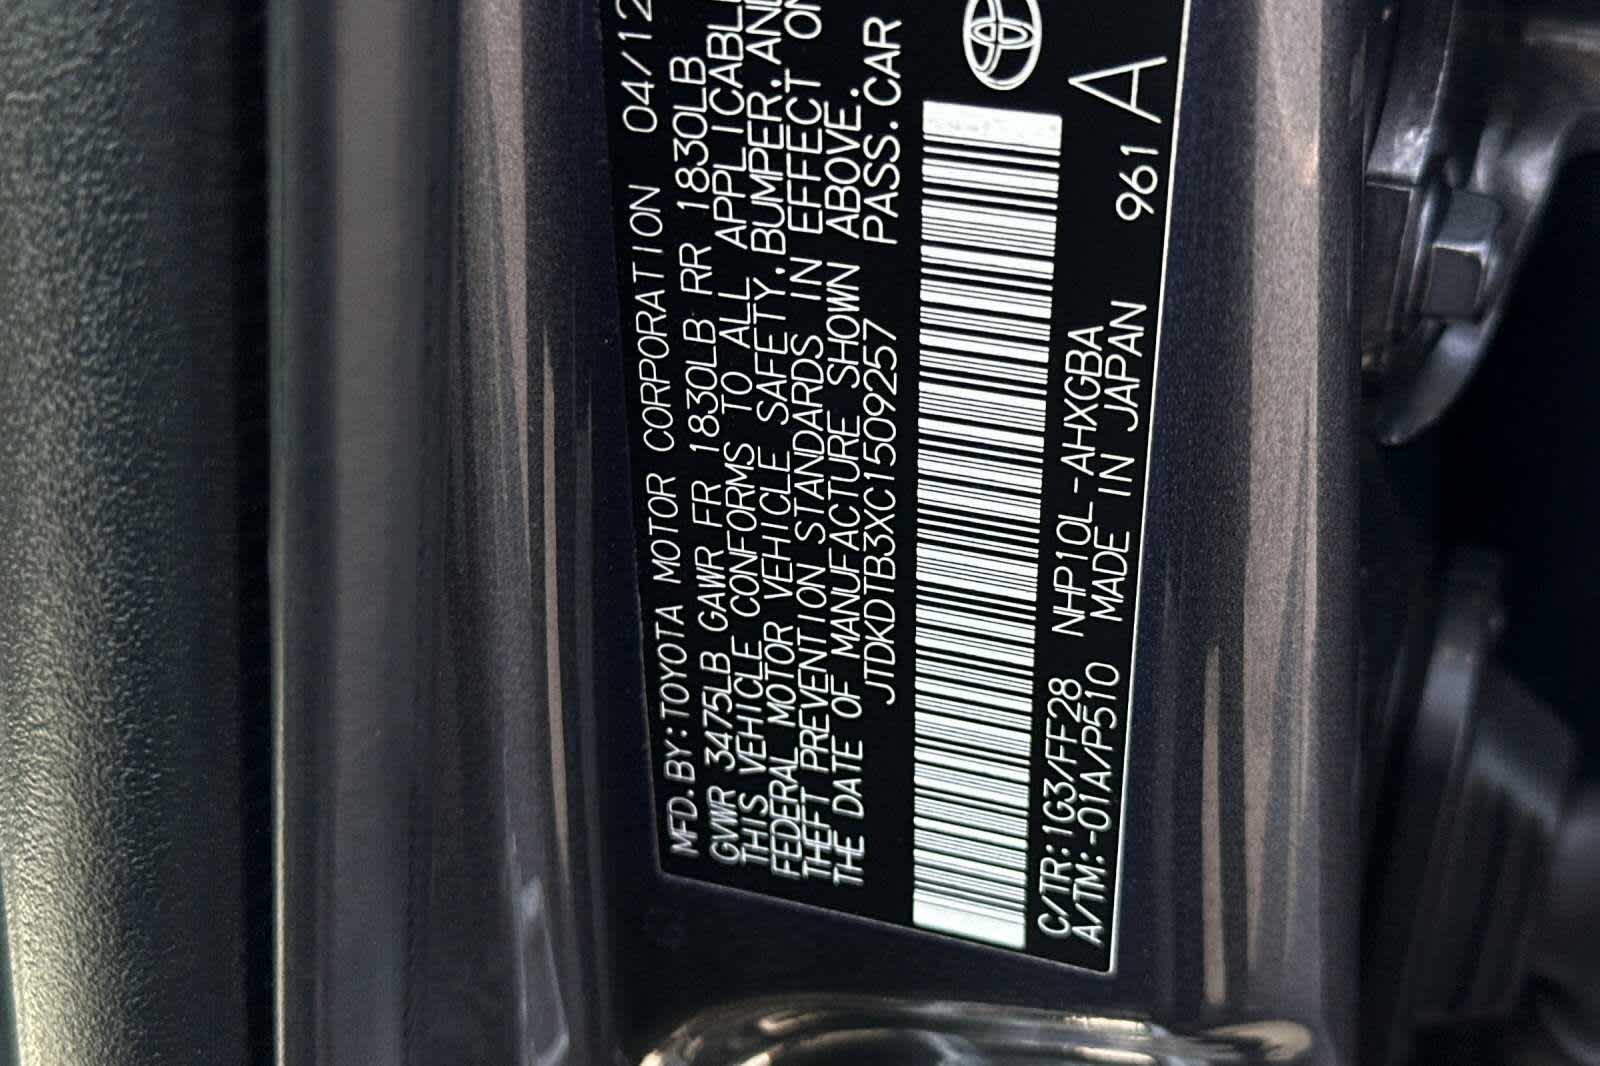 MFD.BY:TOYOTA MOTOR CORPORATION 04/12
GVWR 3475LB GAWR FR 1830LB RR 1830LB
THIS VEHICLE CONFORMS TO ALL APPLICABLE
FEDERAL MOTOR VEHICLE SAFETY.BUMPER.AND
THEFT PREVENTION STANDARDS IN EFFECT ON
THE DATE OF MANUFACTURE SHOWN ABOVE.
JTDKDTB3XC1509257 PASS.CAR
C/TR:1G3/FF28 NHP10L-AHXGBA
A/TM:-01A/P510 MADE IN JAPAN 961 A